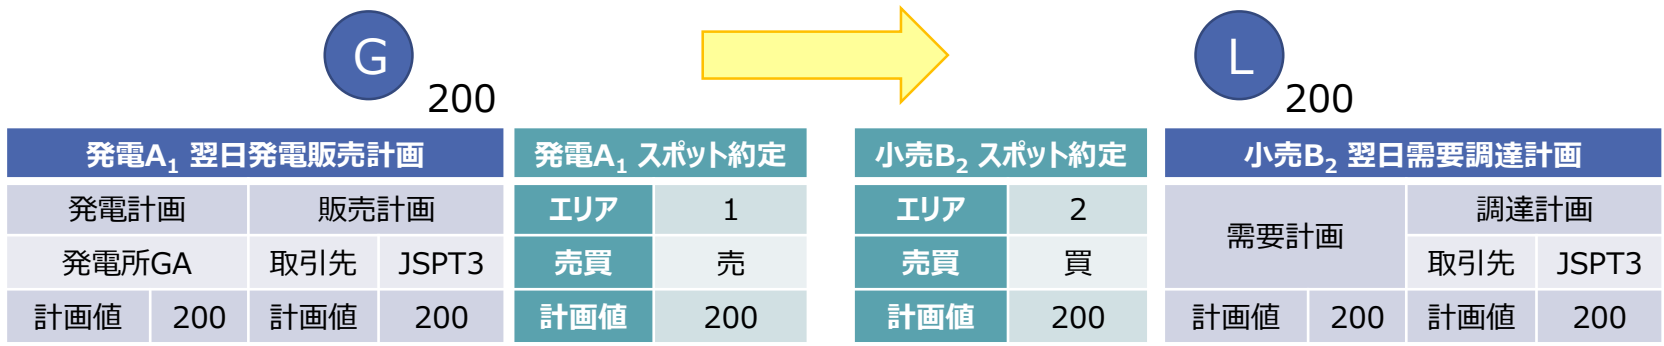 G
200
L
200
発電A1 翌日発電販売計画
発電計画 販売計画
発電所GA 取引先 JSPT3
計画値 200 計画値 200
発電A1 スポット約定
エリア 1
売買 売
計画値 200
小売B2 スポット約定
エリア 2
売買 買
計画値 200
小売B2 翌日需要調達計画
需要計画 調達計画
取引先 JSPT3
計画値 200 計画値 200